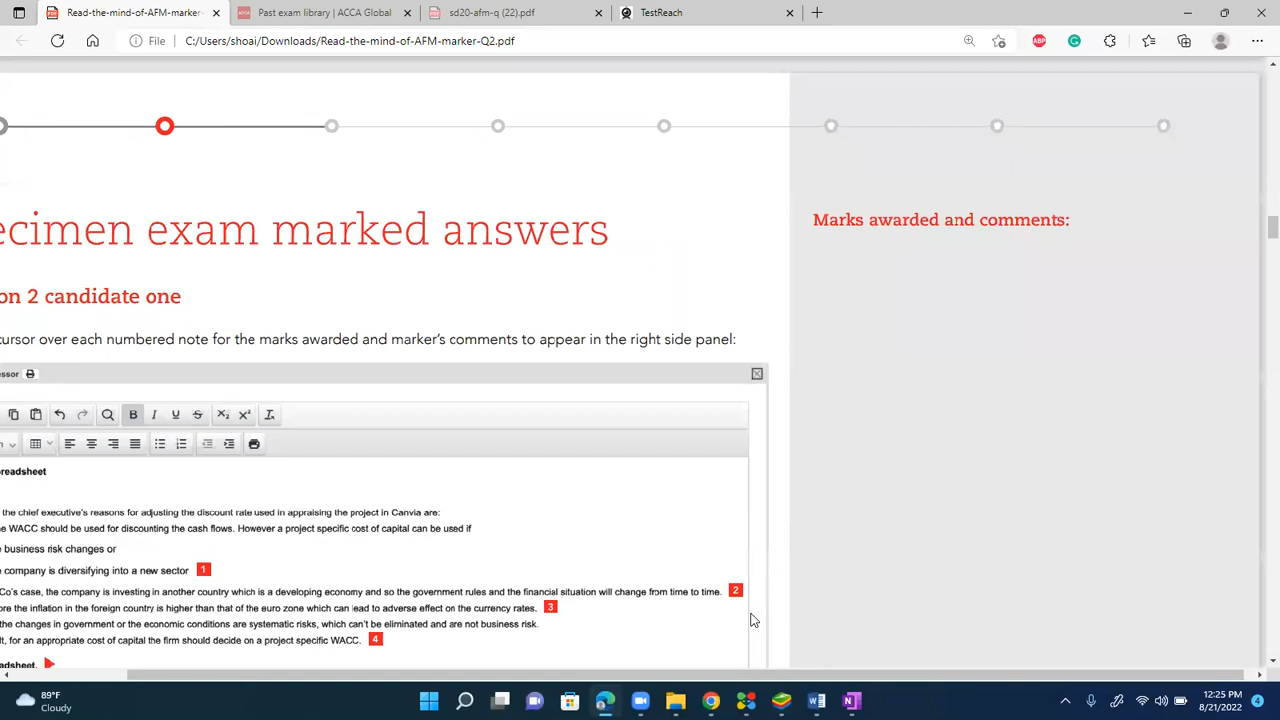 Read-the-mind-of-AFM-marker-
Past exam library | ACCA Global
sd20-afm-q (22).pdf
TestReach
File
C:/Users/shoai/Downloads/Read-the-mind-of-AFM-marker-Q2.pdf
ABP
ecimen exam marked answers
Marks awarded and comments:
on 2 candidate one
cursor over each numbered note for the marks awarded and marker's comments to appear in the right side panel:
essor
B I U S X₂ X² Tx
readsheet
the chief executive's reasons for adjusting the discount rate used in appraising the project in Canvia are:
e WACC should be used for discounting the cash flows. However a project specific cost of capital can be used if
e business risk changes or
e company is diversifying into a new sector 1
Co's case, the company is investing in another country which is a developing economy and so the government rules and the financial situation will change from time to time. 2
ore the inflation in the foreign country is higher than that of the euro zone which can lead to adverse effect on the currency rates. 3
the changes in government or the economic conditions are systematic risks, which can't be eliminated and are not business risk.
lt, for an appropriate cost of capital the firm should decide on a project specific WACC. 4
eadsheet.
89°F
Cloudy
12:25 PM
8/21/2022
4